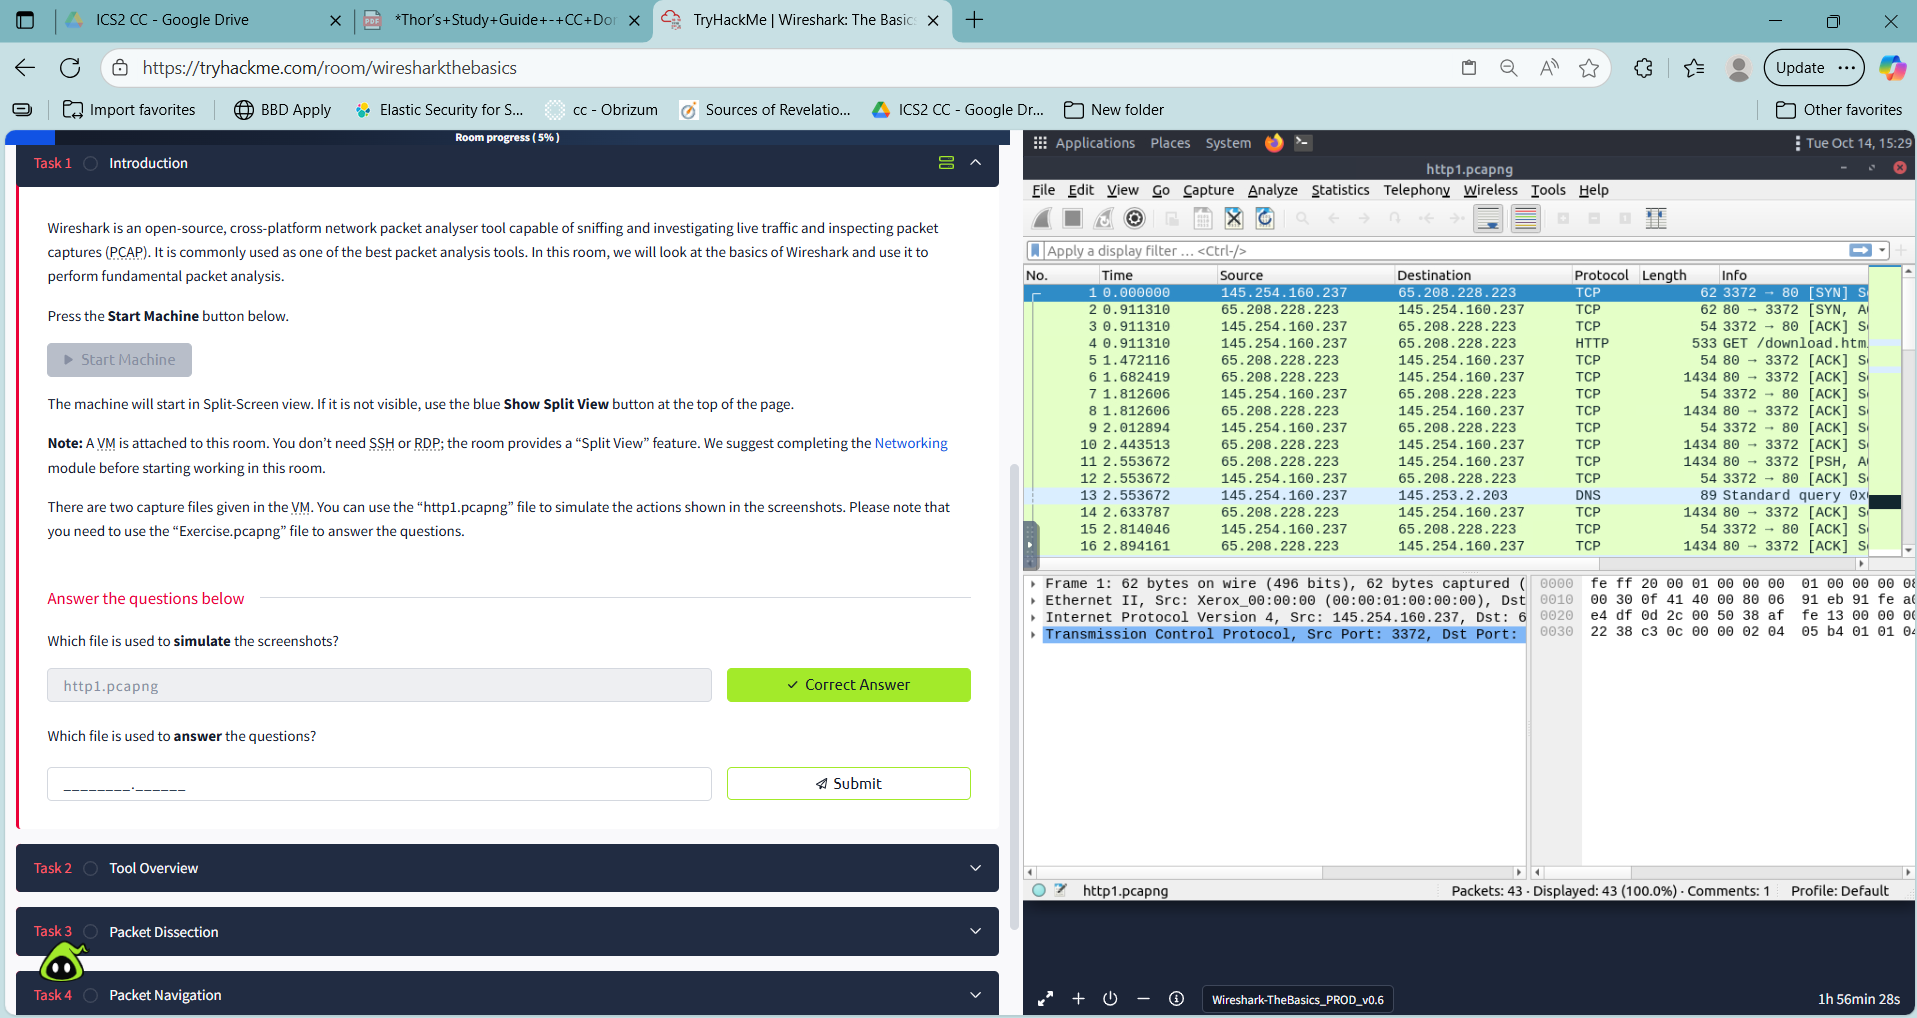 ICS2 CC - Google Drive
*Thor's+Study+Guide+-+CC+Do
TryHackMe | Wireshark: The Basic
https://tryhackme.com/room/wiresharkthebasics
Update
Import favorites
BBD Apply
Elastic Security for S...
cc - Obrizum
Sources of Revelatio...
ICS2 CC - Google Dr...
New folder
Other favorites
Room progress ( 5% )
Task 1 Introduction
Wireshark is an open-source, cross-platform network packet analyser tool capable of sniffing and investigating live traffic and inspecting packet
captures (PCAP). It is commonly used as one of the best packet analysis tools. In this room, we will look at the basics of Wireshark and use it to
perform fundamental packet analysis.
Press the Start Machine button below.
Start Machine
The machine will start in Split-Screen view. If it is not visible, use the blue Show Split View button at the top of the page.
Note: A VM is attached to this room. You don't need SSH or RDP; the room provides a “Split View” feature. We suggest completing the Networking
module before starting working in this room.
There are two capture files given in the VM. You can use the “http1.pcapng” file to simulate the actions shown in the screenshots. Please note that
you need to use the “Exercise.pcapng” file to answer the questions.
Answer the questions below
Which file is used to simulate the screenshots?
http1.pcapng
Correct Answer
Which file is used to answer the questions?
________.______
Submit
Task 2 Tool Overview
Task 3 Packet Dissection
Task 4 Packet Navigation
Applications Places System
Tue Oct 14, 15:29
http1.pcapng
File Edit View Go Capture Analyze Statistics Telephony Wireless Tools Help
Apply a display filter ... <Ctrl-/>
No. Time Source Destination Protocol Length Info
1 0.000000 145.254.160.237 65.208.228.223 TCP 62 3372 → 80 [SYN] S
2 0.911310 65.208.228.223 145.254.160.237 TCP 62 80 → 3372 [SYN, A
3 0.911310 145.254.160.237 65.208.228.223 TCP 54 3372 → 80 [ACK] S
4 0.911310 145.254.160.237 65.208.228.223 HTTP 533 GET /download.htm
5 1.472116 65.208.228.223 145.254.160.237 TCP 54 80 → 3372 [ACK] S
6 1.682419 65.208.228.223 145.254.160.237 TCP 1434 80 → 3372 [ACK] S
7 1.812606 145.254.160.237 65.208.228.223 TCP 54 3372 → 80 [ACK] S
8 1.812606 65.208.228.223 145.254.160.237 TCP 1434 80 → 3372 [ACK] S
9 2.012894 145.254.160.237 65.208.228.223 TCP 54 3372 → 80 [ACK] S
10 2.443513 65.208.228.223 145.254.160.237 TCP 1434 80 → 3372 [ACK] S
11 2.553672 65.208.228.223 145.254.160.237 TCP 1434 80 → 3372 [PSH, A
12 2.553672 145.254.160.237 65.208.228.223 TCP 54 3372 → 80 [ACK] S
13 2.553672 145.254.160.237 145.253.2.203 DNS 89 Standard query 0x
14 2.633787 65.208.228.223 145.254.160.237 TCP 1434 80 → 3372 [ACK] S
15 2.814046 145.254.160.237 65.208.228.223 TCP 54 3372 → 80 [ACK] S
16 2.894161 65.208.228.223 145.254.160.237 TCP 1434 80 → 3372 [ACK] S
Frame 1: 62 bytes on wire (496 bits), 62 bytes captured (
Ethernet II, Src: Xerox_00:00:00 (00:00:01:00:00:00), Dst
Internet Protocol Version 4, Src: 145.254.160.237, Dst: 6
Transmission Control Protocol, Src Port: 3372, Dst Port:
0000 fe ff 20 00 01 00 00 00 01 00 00 00 08
0010 00 30 0f 41 40 00 80 06 91 eb 91 fe a0
0020 e4 df 0d 2c 00 50 38 af fe 13 00 00 00
0030 22 38 c3 0c 00 00 02 04 05 b4 01 01 04
http1.pcapng
Packets: 43 · Displayed: 43 (100.0%) · Comments: 1
Profile: Default
Wireshark-TheBasics_PROD_v0.6
1h 56min 28s